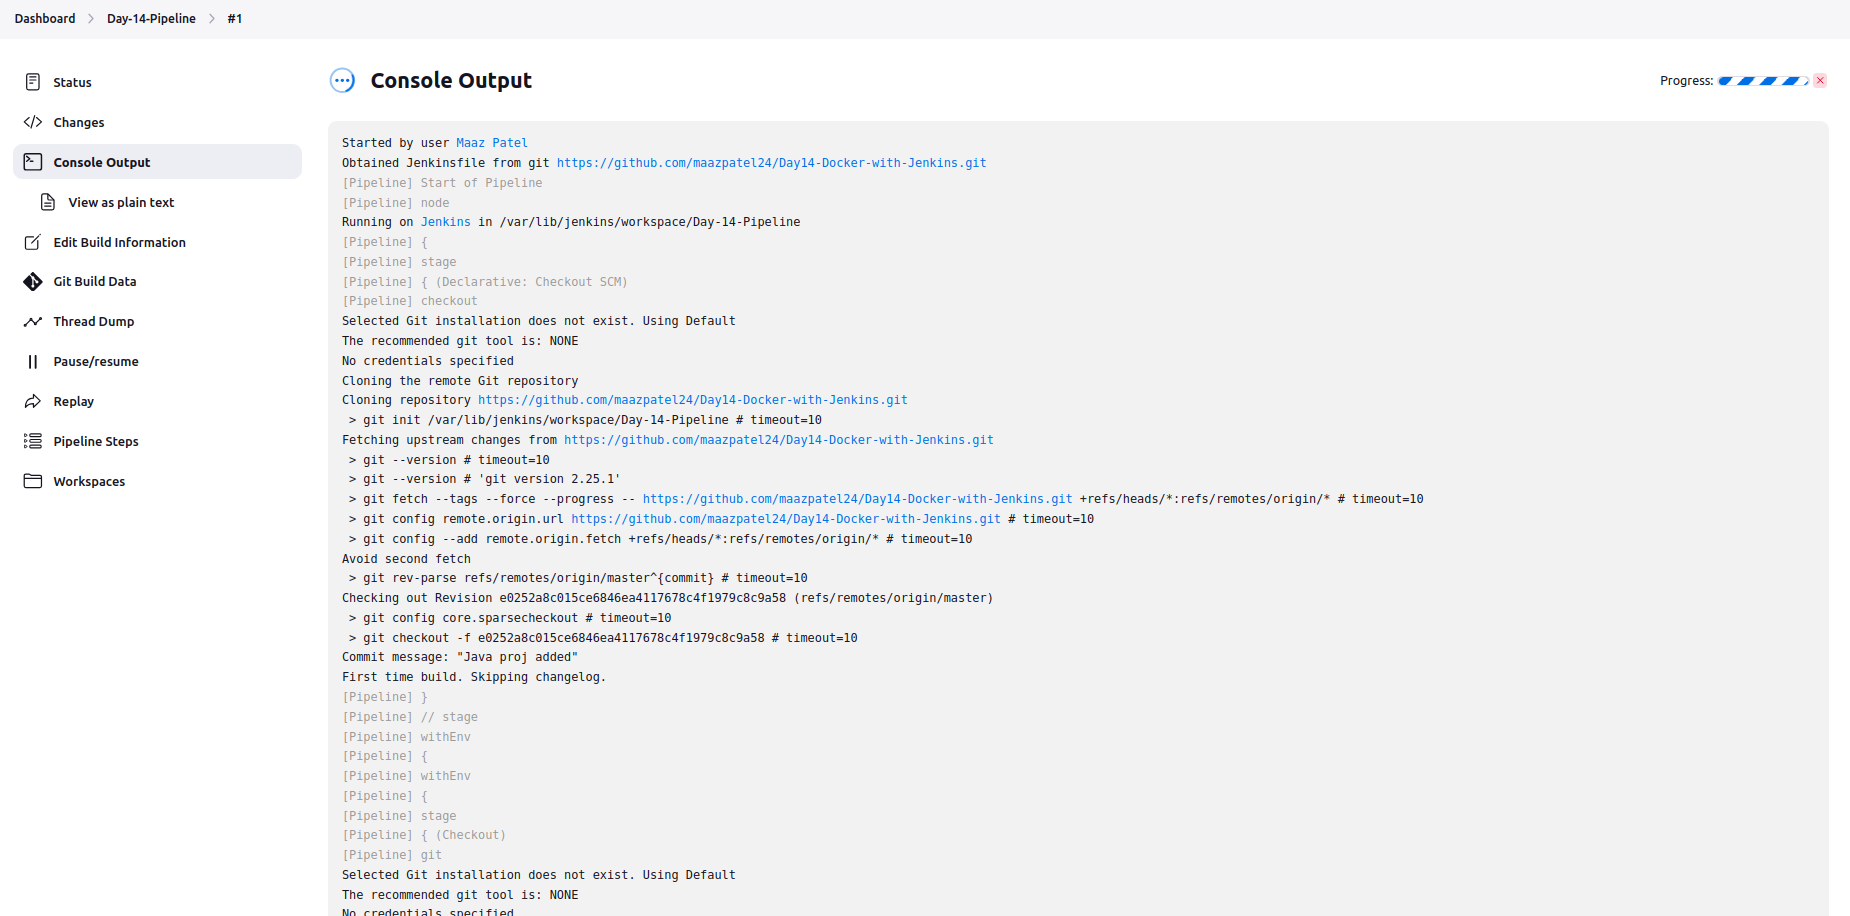 Dashboard > Day-14-Pipeline > #1
Status
Changes
Console Output
View as plain text
Edit Build Information
Git Build Data
Thread Dump
Pause/resume
Replay
Pipeline Steps
Workspaces
Console Output
Progress:
Started by user Maaz Patel
Obtained Jenkinsfile from git https://github.com/maazpatel24/Day14-Docker-with-Jenkins.git
[Pipeline] Start of Pipeline
[Pipeline] node
Running on Jenkins in /var/lib/jenkins/workspace/Day-14-Pipeline
[Pipeline] {
[Pipeline] stage
[Pipeline] { (Declarative: Checkout SCM)
[Pipeline] checkout
Selected Git installation does not exist. Using Default
The recommended git tool is: NONE
No credentials specified
Cloning the remote Git repository
Cloning repository https://github.com/maazpatel24/Day14-Docker-with-Jenkins.git
 > git init /var/lib/jenkins/workspace/Day-14-Pipeline # timeout=10
Fetching upstream changes from https://github.com/maazpatel24/Day14-Docker-with-Jenkins.git
 > git --version # timeout=10
 > git --version # 'git version 2.25.1'
 > git fetch --tags --force --progress -- https://github.com/maazpatel24/Day14-Docker-with-Jenkins.git +refs/heads/*:refs/remotes/origin/* # timeout=10
 > git config remote.origin.url https://github.com/maazpatel24/Day14-Docker-with-Jenkins.git # timeout=10
 > git config --add remote.origin.fetch +refs/heads/*:refs/remotes/origin/* # timeout=10
Avoid second fetch
 > git rev-parse refs/remotes/origin/master^{commit} # timeout=10
Checking out Revision e0252a8c015ce6846ea4117678c4f1979c8c9a58 (refs/remotes/origin/master)
 > git config core.sparsecheckout # timeout=10
 > git checkout -f e0252a8c015ce6846ea4117678c4f1979c8c9a58 # timeout=10
Commit message: "Java proj added"
First time build. Skipping changelog.
[Pipeline] }
[Pipeline] // stage
[Pipeline] withEnv
[Pipeline] {
[Pipeline] withEnv
[Pipeline] {
[Pipeline] stage
[Pipeline] { (Checkout)
[Pipeline] git
Selected Git installation does not exist. Using Default
The recommended git tool is: NONE
No credentials specified